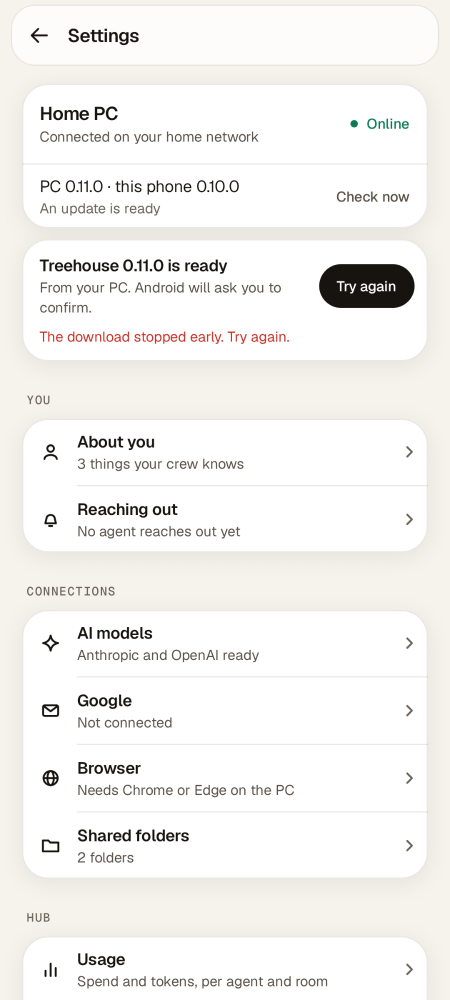 Settings
Home PC
Connected on your home network
Online
PC 0.11.0 · this phone 0.10.0
An update is ready
Check now
Treehouse 0.11.0 is ready
From your PC. Android will ask you to
confirm.
The download stopped early. Try again.
Try again
YOU
About you
3 things your crew knows
Reaching out
No agent reaches out yet
CONNECTIONS
AI models
Anthropic and OpenAI ready
Google
Not connected
Browser
Needs Chrome or Edge on the PC
Shared folders
2 folders
HUB
Usage
Spend and tokens, per agent and room